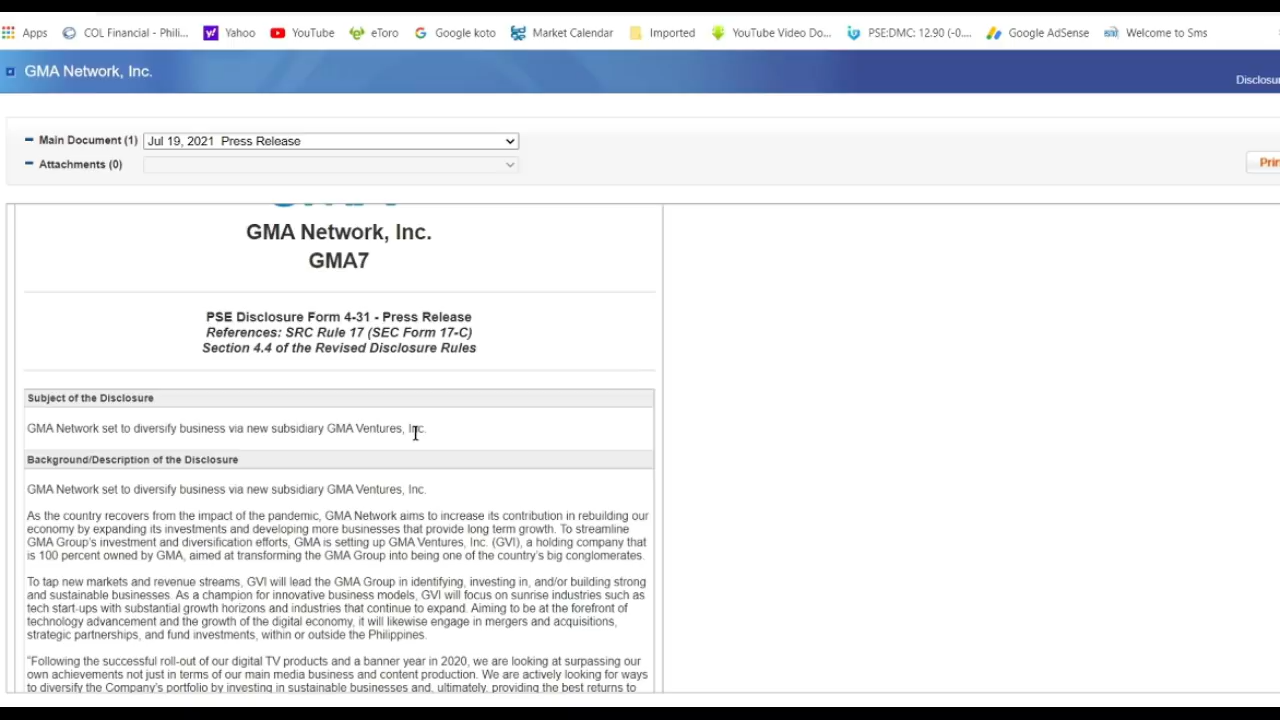 Apps COL Financial - Phili... Yahoo YouTube eToro Google koto Market Calendar Imported YouTube Video Do... PSE:DMC: 12.90 (-0.... Google AdSense Welcome to Sms
GMA Network, Inc.
Disclosur
Main Document (1) Jul 19, 2021 Press Release
Attachments (0)
Prin
GMA Network, Inc.
GMA7
PSE Disclosure Form 4-31 - Press Release
References: SRC Rule 17 (SEC Form 17-C)
Section 4.4 of the Revised Disclosure Rules
Subject of the Disclosure
GMA Network set to diversify business via new subsidiary GMA Ventures, Inc.
Background/Description of the Disclosure
GMA Network set to diversify business via new subsidiary GMA Ventures, Inc.
As the country recovers from the impact of the pandemic, GMA Network aims to increase its contribution in rebuilding our
economy by expanding its investments and developing more businesses that provide long term growth. To streamline
GMA Group's investment and diversification efforts, GMA is setting up GMA Ventures, Inc. (GVI), a holding company that
is 100 percent owned by GMA, aimed at transforming the GMA Group into being one of the country's big conglomerates.
To tap new markets and revenue streams, GVI will lead the GMA Group in identifying, investing in, and/or building strong
and sustainable businesses. As a champion for innovative business models, GVI will focus on sunrise industries such as
tech start-ups with substantial growth horizons and industries that continue to expand. Aiming to be at the forefront of
technology advancement and the growth of the digital economy, it will likewise engage in mergers and acquisitions,
strategic partnerships, and fund investments, within or outside the Philippines.
"Following the successful roll-out of our digital TV products and a banner year in 2020, we are looking at surpassing our
own achievements not just in terms of our main media business and content production. We are actively looking for ways
to diversify the Company's portfolio by investing in sustainable businesses and, ultimately, providing the best returns to